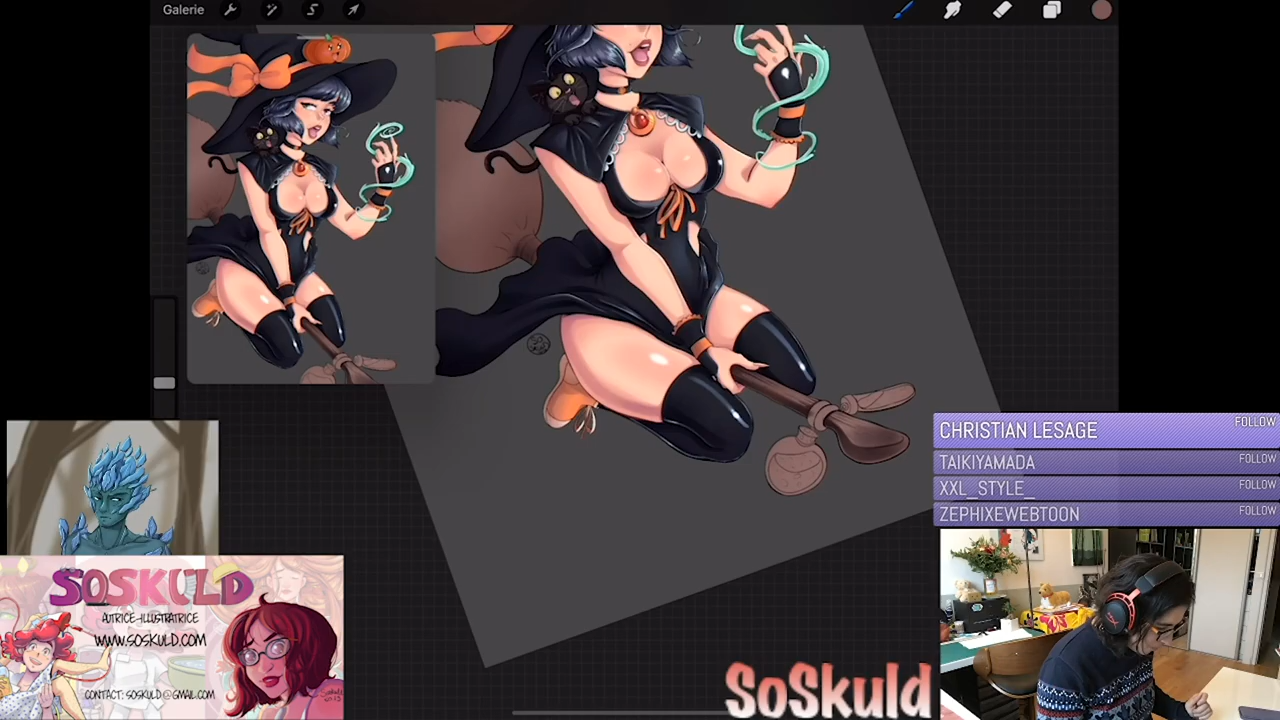 Galerie
CHRISTIAN LESAGE
FOLLOW
TAIKIYAMADA
FOLLOW
XXL_STYLE_
FOLLOW
ZEPHIXEWEBTOON
FOLLOW
SOSKULD
AUTRICE-ILLUSTRATRICE
WWW.SOSKULD.COM
CONTACT: SOSKULD@GMAIL.COM
SoSkuld